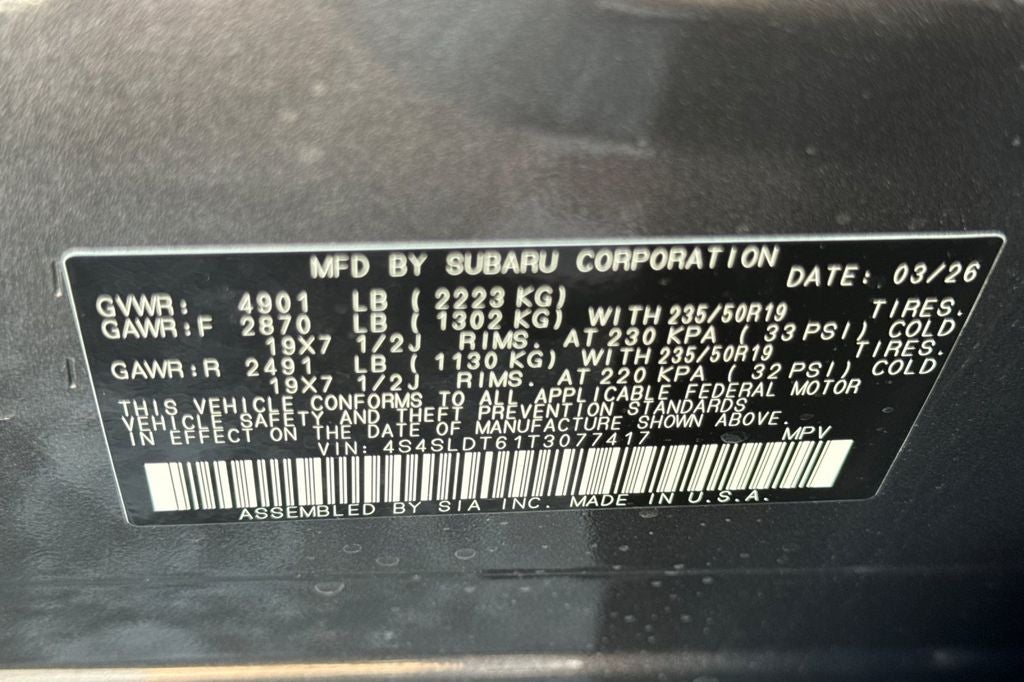 MFD BY SUBARU CORPORATION DATE: 03/26
GVWR: 4901 LB ( 2223 KG)
GAWR:F 2870 LB ( 1302 KG) WITH 235/50R19 TIRES.
19X7 1/2J RIMS. AT 230 KPA ( 33 PSI) COLD
GAWR:R 2491 LB ( 1130 KG) WITH 235/50R19 TIRES.
19X7 1/2J RIMS. AT 220 KPA ( 32 PSI) COLD
THIS VEHICLE CONFORMS TO ALL APPLICABLE FEDERAL MOTOR
VEHICLE SAFETY AND THEFT PREVENTION STANDARDS
IN EFFECT ON THE DATE OF MANUFACTURE SHOWN ABOVE.
VIN: 4S4SLDT61T3077417 MPV
ASSEMBLED BY SIA INC. MADE IN U.S.A.